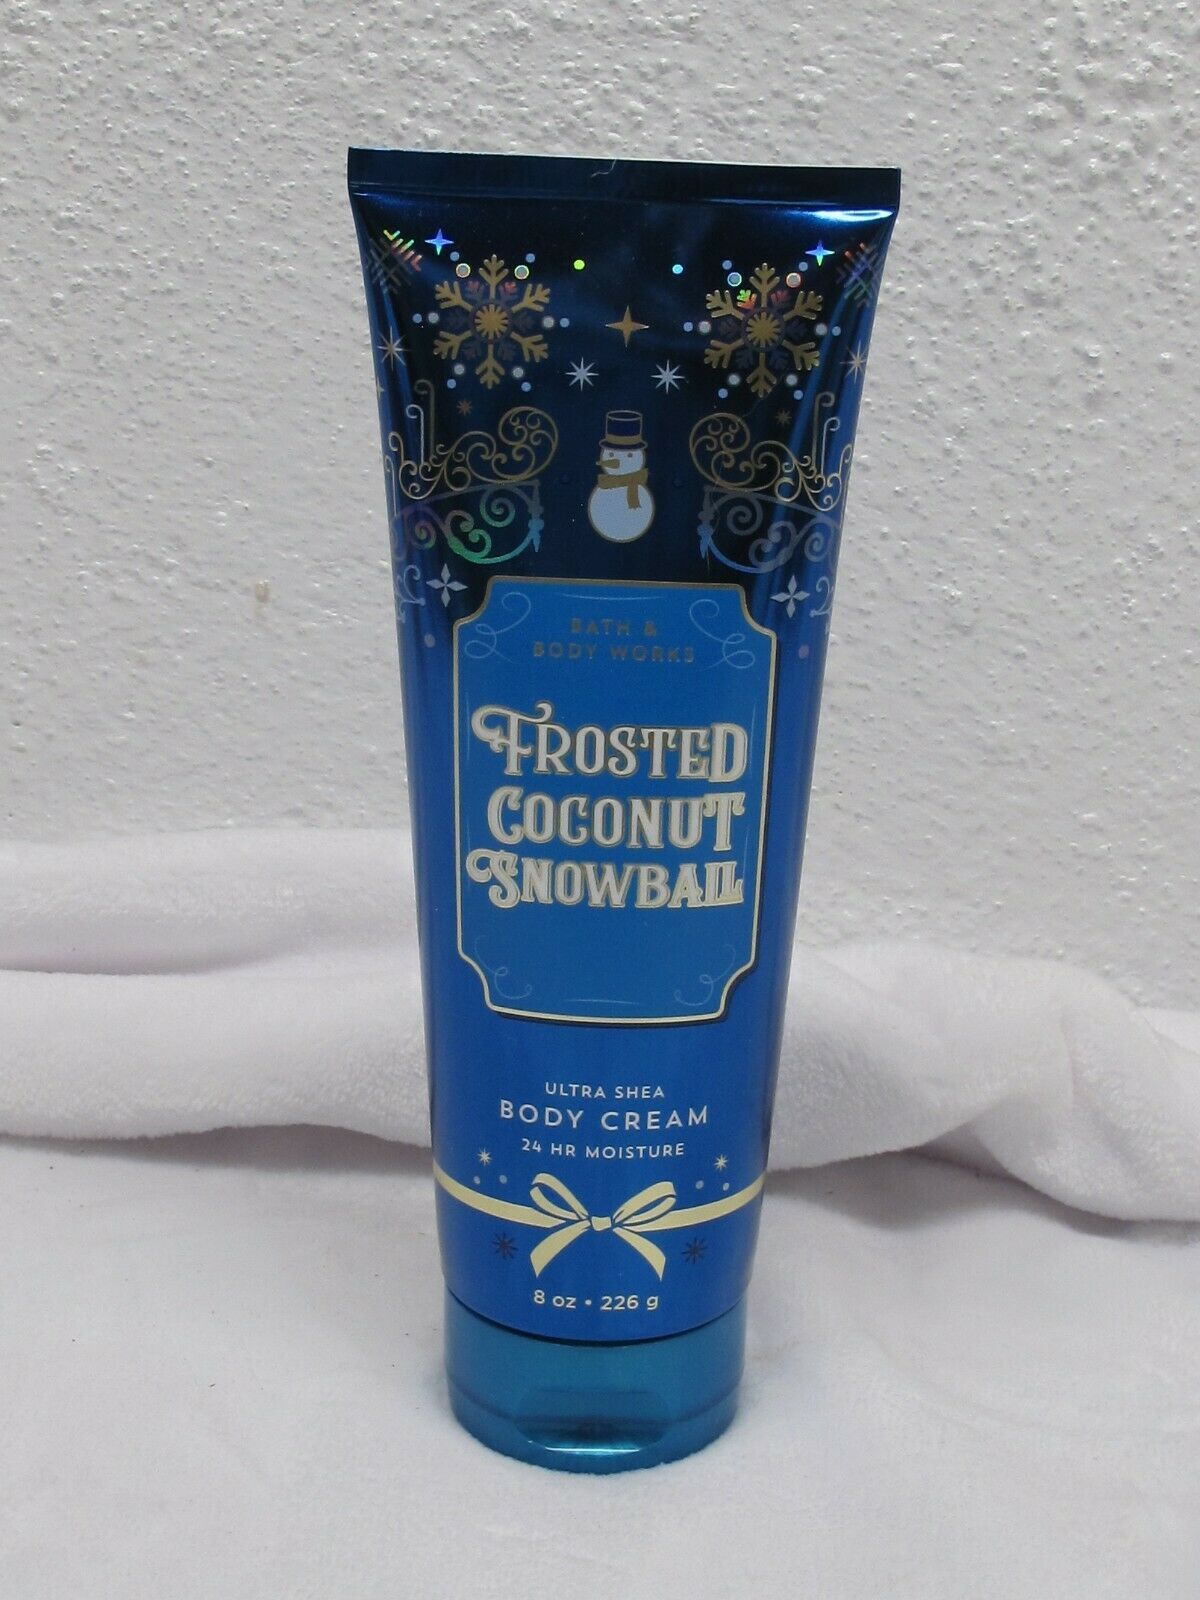 BATH &
BODY WORKS
FROSTED
COCONUT
SNOWBALL
ULTRA SHEA
BODY CREAM
24 HR MOISTURE
8 oz • 226 g